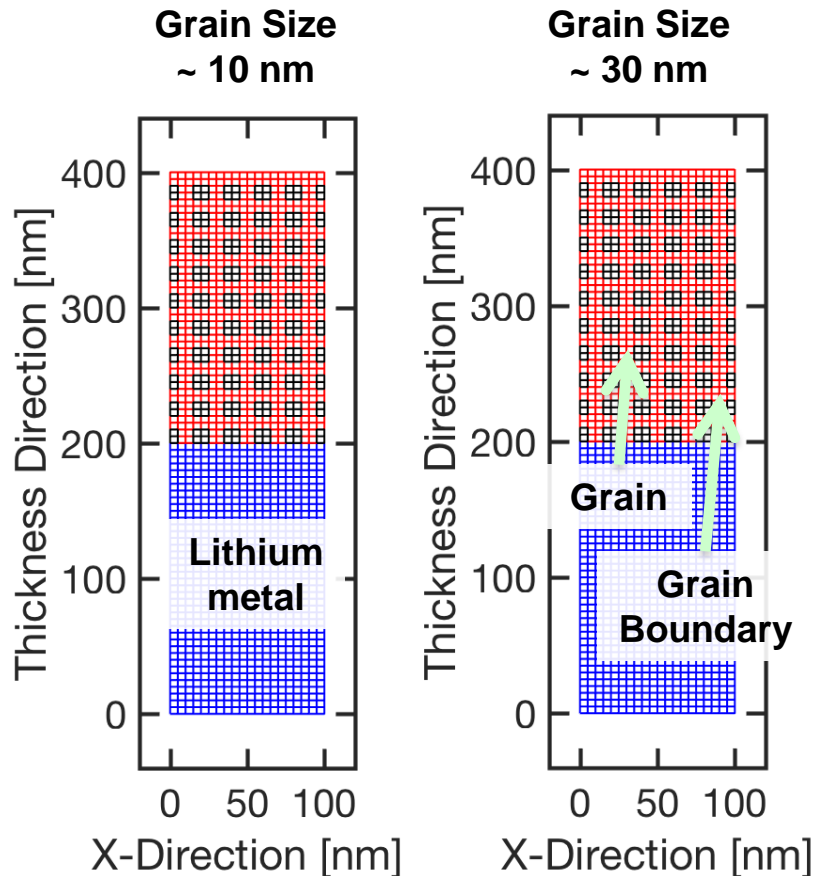 Grain Size
~ 10 nm
400
300
200
100
0
0 50 100
Thickness Direction [nm]
X-Direction [nm]
Lithium
metal
Grain Size
~ 30 nm
400
300
200
100
0
0 50 100
Thickness Direction [nm]
X-Direction [nm]
Grain
Grain
Boundary